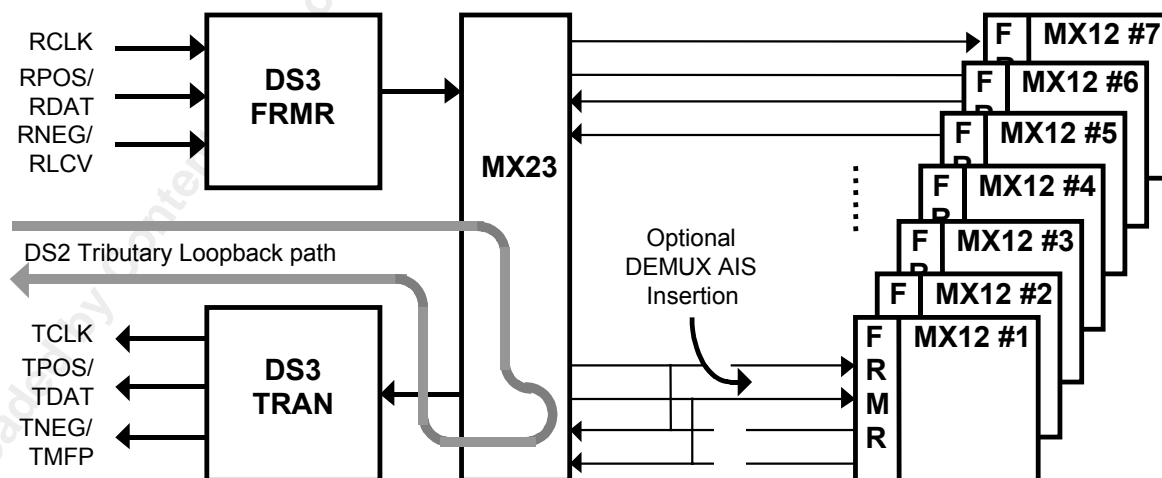 RCLK
RPOS/
RDAT
RNEG/
RLCV
DS3
FRMR
MX23
F
MX12 #7
F
MX12 #6
F
MX12 #5
F
MX12 #4
F
MX12 #3
F
MX12 #2
F
R
M
R
MX12 #1
DS2 Tributary Loopback path
Optional
DEMUX AIS
Insertion
TCLK
TPOS/
TDAT
TNEG/
TMFP
DS3
TRAN